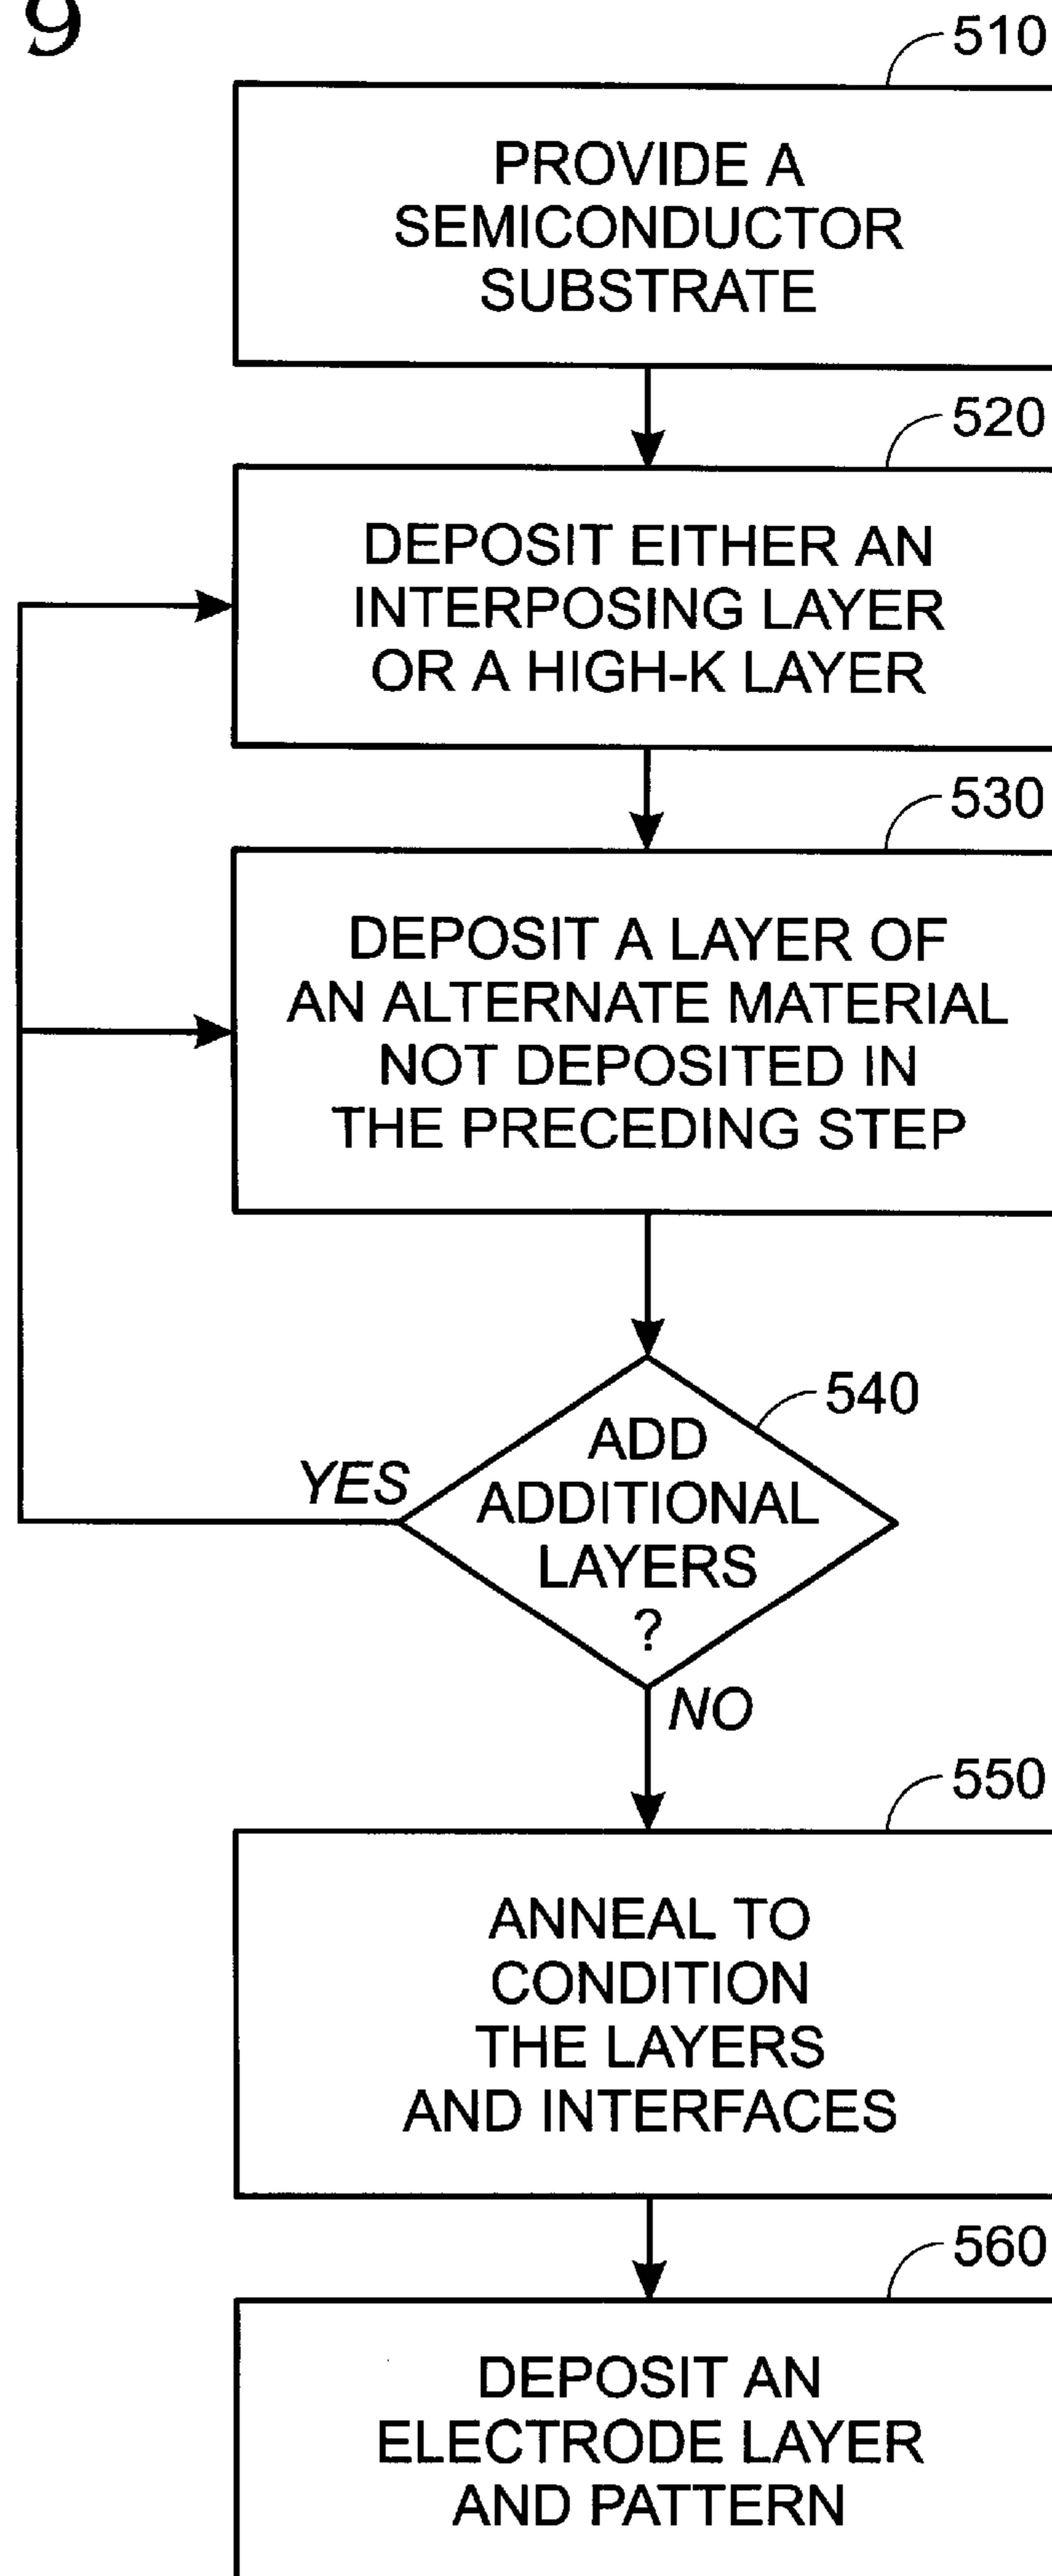 9
510
PROVIDE A
SEMICONDUCTOR
SUBSTRATE
520
DEPOSIT EITHER AN
INTERPOSING LAYER
OR A HIGH-K LAYER
530
DEPOSIT A LAYER OF
AN ALTERNATE MATERIAL
NOT DEPOSITED IN
THE PRECEDING STEP
540
ADD
ADDITIONAL
LAYERS
?
YES
NO
550
ANNEAL TO
CONDITION
THE LAYERS
AND INTERFACES
560
DEPOSIT AN
ELECTRODE LAYER
AND PATTERN